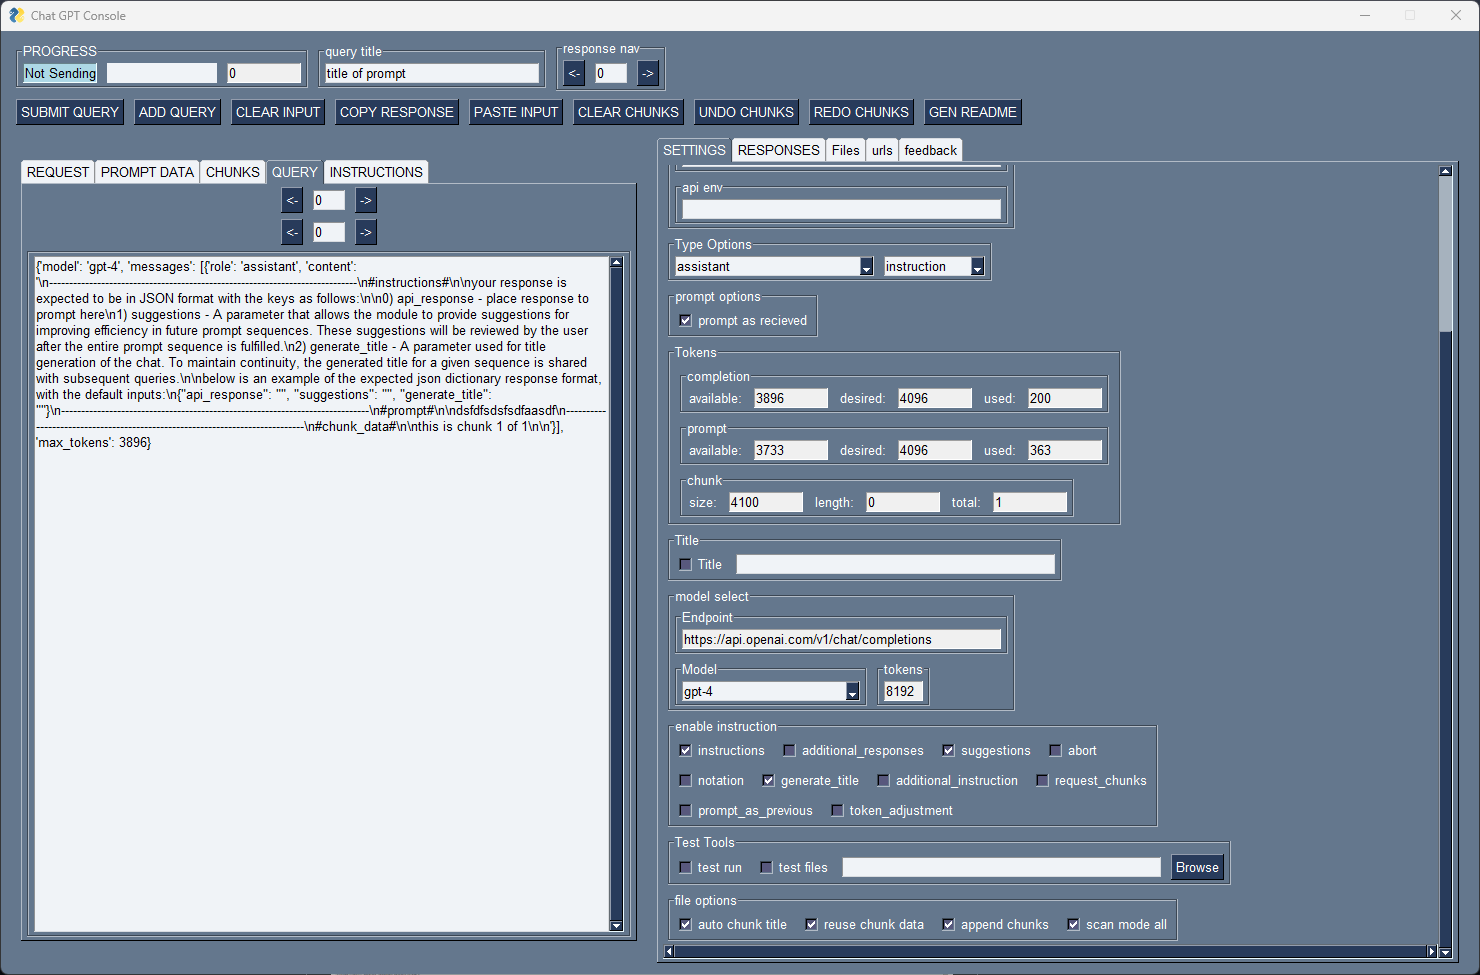 Chat GPT Console
PROGRESS
Not Sending
0
query title
title of prompt
response nav
<- 0 ->
SUBMIT QUERY ADD QUERY CLEAR INPUT COPY RESPONSE PASTE INPUT CLEAR CHUNKS UNDO CHUNKS REDO CHUNKS GEN README
REQUEST PROMPT DATA CHUNKS QUERY INSTRUCTIONS
<- 0 ->
<- 0 ->
{'model': 'gpt-4', 'messages': [{'role': 'assistant', 'content':
'\n-----------------------------------------------------------------------------\n#instructions#\n\nyour response is
expected to be in JSON format with the keys as follows:\n\n0) api_response - place response to
prompt here\n1) suggestions - A parameter that allows the module to provide suggestions for
improving efficiency in future prompt sequences. These suggestions will be reviewed by the user
after the entire prompt sequence is fulfilled.\n2) generate_title - A parameter used for title
generation of the chat. To maintain continuity, the generated title for a given sequence is shared
with subsequent queries.\n\nbelow is an example of the expected json dictionary response format,
with the default inputs:\n{"api_response": "", "suggestions": "", "generate_title":
""}\n-----------------------------------------------------------------------------\n#prompt#\n\ndsfdfsdsfsdfaasdf\n----------
-------------------------------------------------------------------\n#chunk_data#\n\nthis is chunk 1 of 1\n\n'}],
'max_tokens': 3896}
SETTINGS RESPONSES Files urls feedback
api env
Type Options
assistant instruction
prompt options
prompt as recieved
Tokens
completion
available: 3896 desired: 4096 used: 200
prompt
available: 3733 desired: 4096 used: 363
chunk
size: 4100 length: 0 total: 1
Title
Title
model select
Endpoint
https://api.openai.com/v1/chat/completions
Model tokens
gpt-4 8192
enable instruction
instructions additional_responses suggestions abort
notation generate_title additional_instruction request_chunks
prompt_as_previous token_adjustment
Test Tools
test run test files Browse
file options
auto chunk title reuse chunk data append chunks scan mode all